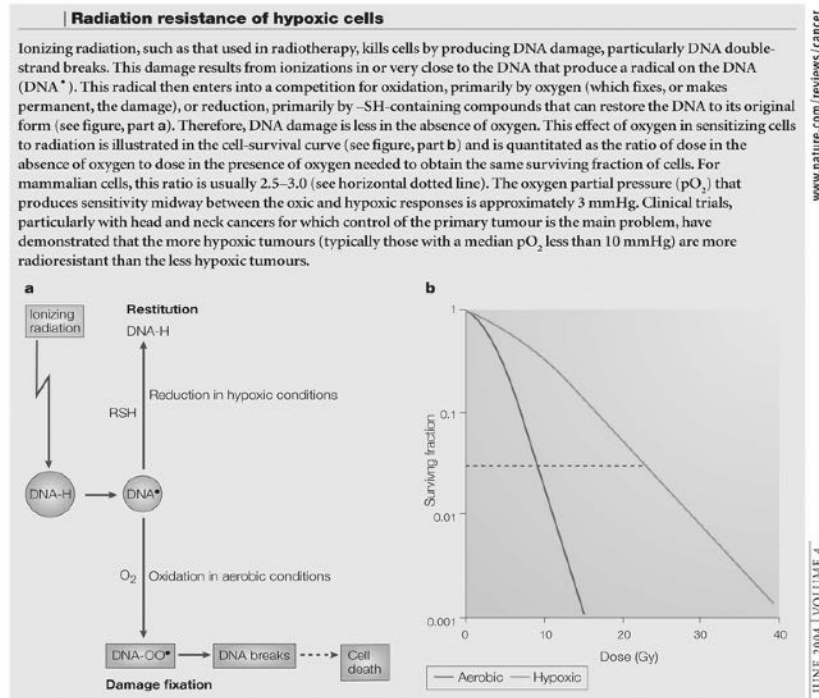 Radiation resistance of hypoxic cells
Ionizing radiation, such as that used in radiotherapy, kills cells by producing DNA damage, particularly DNA double-
strand breaks. This damage results from ionizations in or very close to the DNA that produce a radical on the DNA
(DNA•). This radical then enters into a competition for oxidation, primarily by oxygen (which fixes, or makes
permanent, the damage), or reduction, primarily by –SH-containing compounds that can restore the DNA to its original
form (see figure, part a). Therefore, DNA damage is less in the absence of oxygen. This effect of oxygen in sensitizing cells
to radiation is illustrated in the cell-survival curve (see figure, part b) and is quantitated as the ratio of dose in the
absence of oxygen to dose in the presence of oxygen needed to obtain the same surviving fraction of cells. For
mammalian cells, this ratio is usually 2.5–3.0 (see horizontal dotted line). The oxygen partial pressure (pO₂) that
produces sensitivity midway between the oxic and hypoxic responses is approximately 3 mmHg. Clinical trials,
particularly with head and neck cancers for which control of the primary tumour is the main problem, have
demonstrated that the more hypoxic tumours (typically those with a median pO₂ less than 10 mmHg) are more
radioresistant than the less hypoxic tumours.
a
Ionizing
radiation
Restitution
DNA-H
RSH
Reduction in hypoxic conditions
DNA-H
DNA•
O₂
Oxidation in aerobic conditions
DNA-OO•
DNA breaks
Cell
death
Damage fixation
b
Surviving fraction
1
0.1
0.01
0.001
0
10
20
30
40
Dose (Gy)
Aerobic
Hypoxic
www.nature.com/reviews/cancer
JUNE 2004 | VOLUME 4